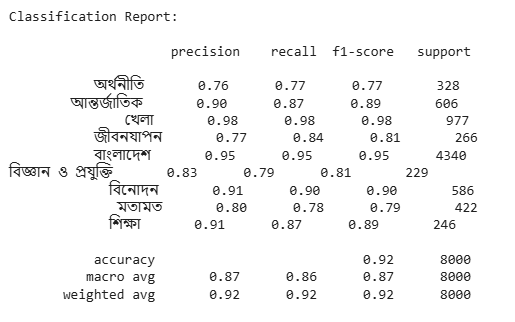 Classification Report:
precision recall f1-score support
অর্থনীতি 0.76 0.77 0.77 328
আন্তর্জাতিক 0.90 0.87 0.89 606
খেলা 0.98 0.98 0.98 977
জীবনযাপন 0.77 0.84 0.81 266
বাংলাদেশ 0.95 0.95 0.95 4340
বিজ্ঞান ও প্রযুক্তি 0.83 0.79 0.81 229
বিনোদন 0.91 0.90 0.90 586
মতামত 0.80 0.78 0.79 422
শিক্ষা 0.91 0.87 0.89 246
accuracy 0.92 8000
macro avg 0.87 0.86 0.87 8000
weighted avg 0.92 0.92 0.92 8000